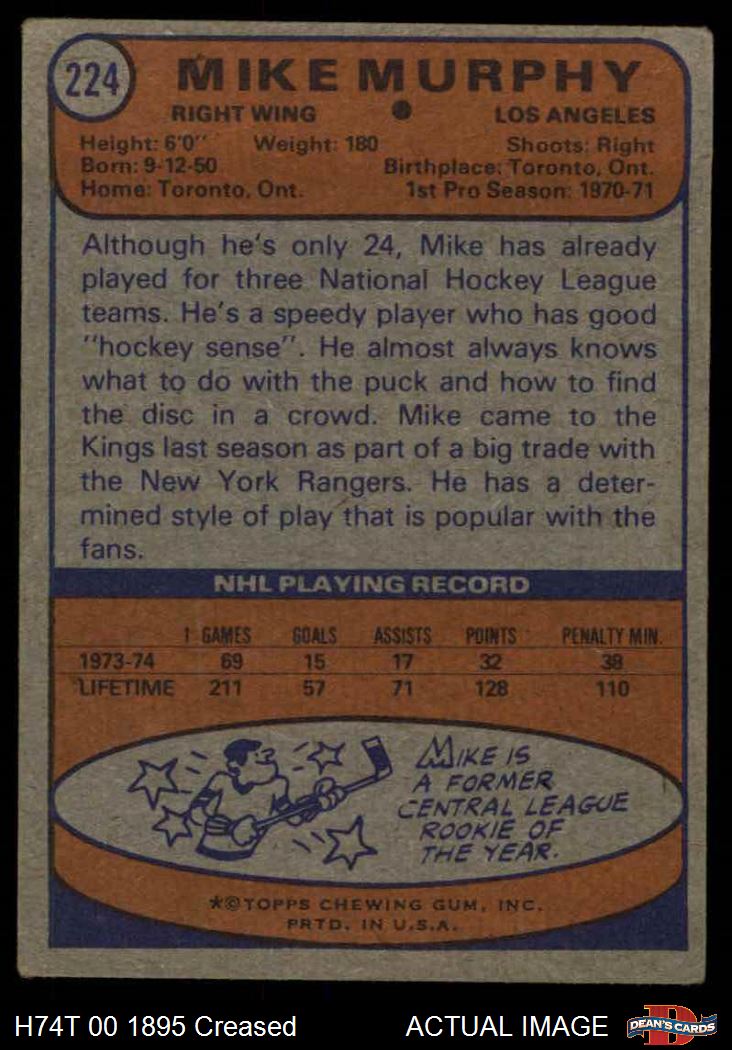 224
MIKE MURPHY
RIGHT WING • LOS ANGELES
Height: 6'0'' Weight: 180 Shoots: Right
Born: 9-12-50 Birthplace: Toronto, Ont.
Home: Toronto, Ont. 1st Pro Season: 1970-71
Although he's only 24, Mike has already
played for three National Hockey League
teams. He's a speedy player who has good
''hockey sense''. He almost always knows
what to do with the puck and how to find
the disc in a crowd. Mike came to the
Kings last season as part of a big trade with
the New York Rangers. He has a deter-
mined style of play that is popular with the
fans.
NHL PLAYING RECORD
GAMES GOALS ASSISTS POINTS PENALTY MIN.
1973-74 69 15 17 32 38
LIFETIME 211 57 71 128 110
MIKE IS
A FORMER
CENTRAL LEAGUE
ROOKIE OF
THE YEAR.
*©TOPPS CHEWING GUM, INC.
PRTD. IN U.S.A.
H74T 00 1895 Creased ACTUAL IMAGE
D
DEAN'S CARDS